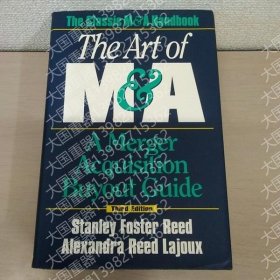 The Classic M&A Handbook
The Art of
M&A
A Merger
Acquisition
Buyout Guide
Third Edition
Stanley Foster Reed
Alexandra Reed Lajoux